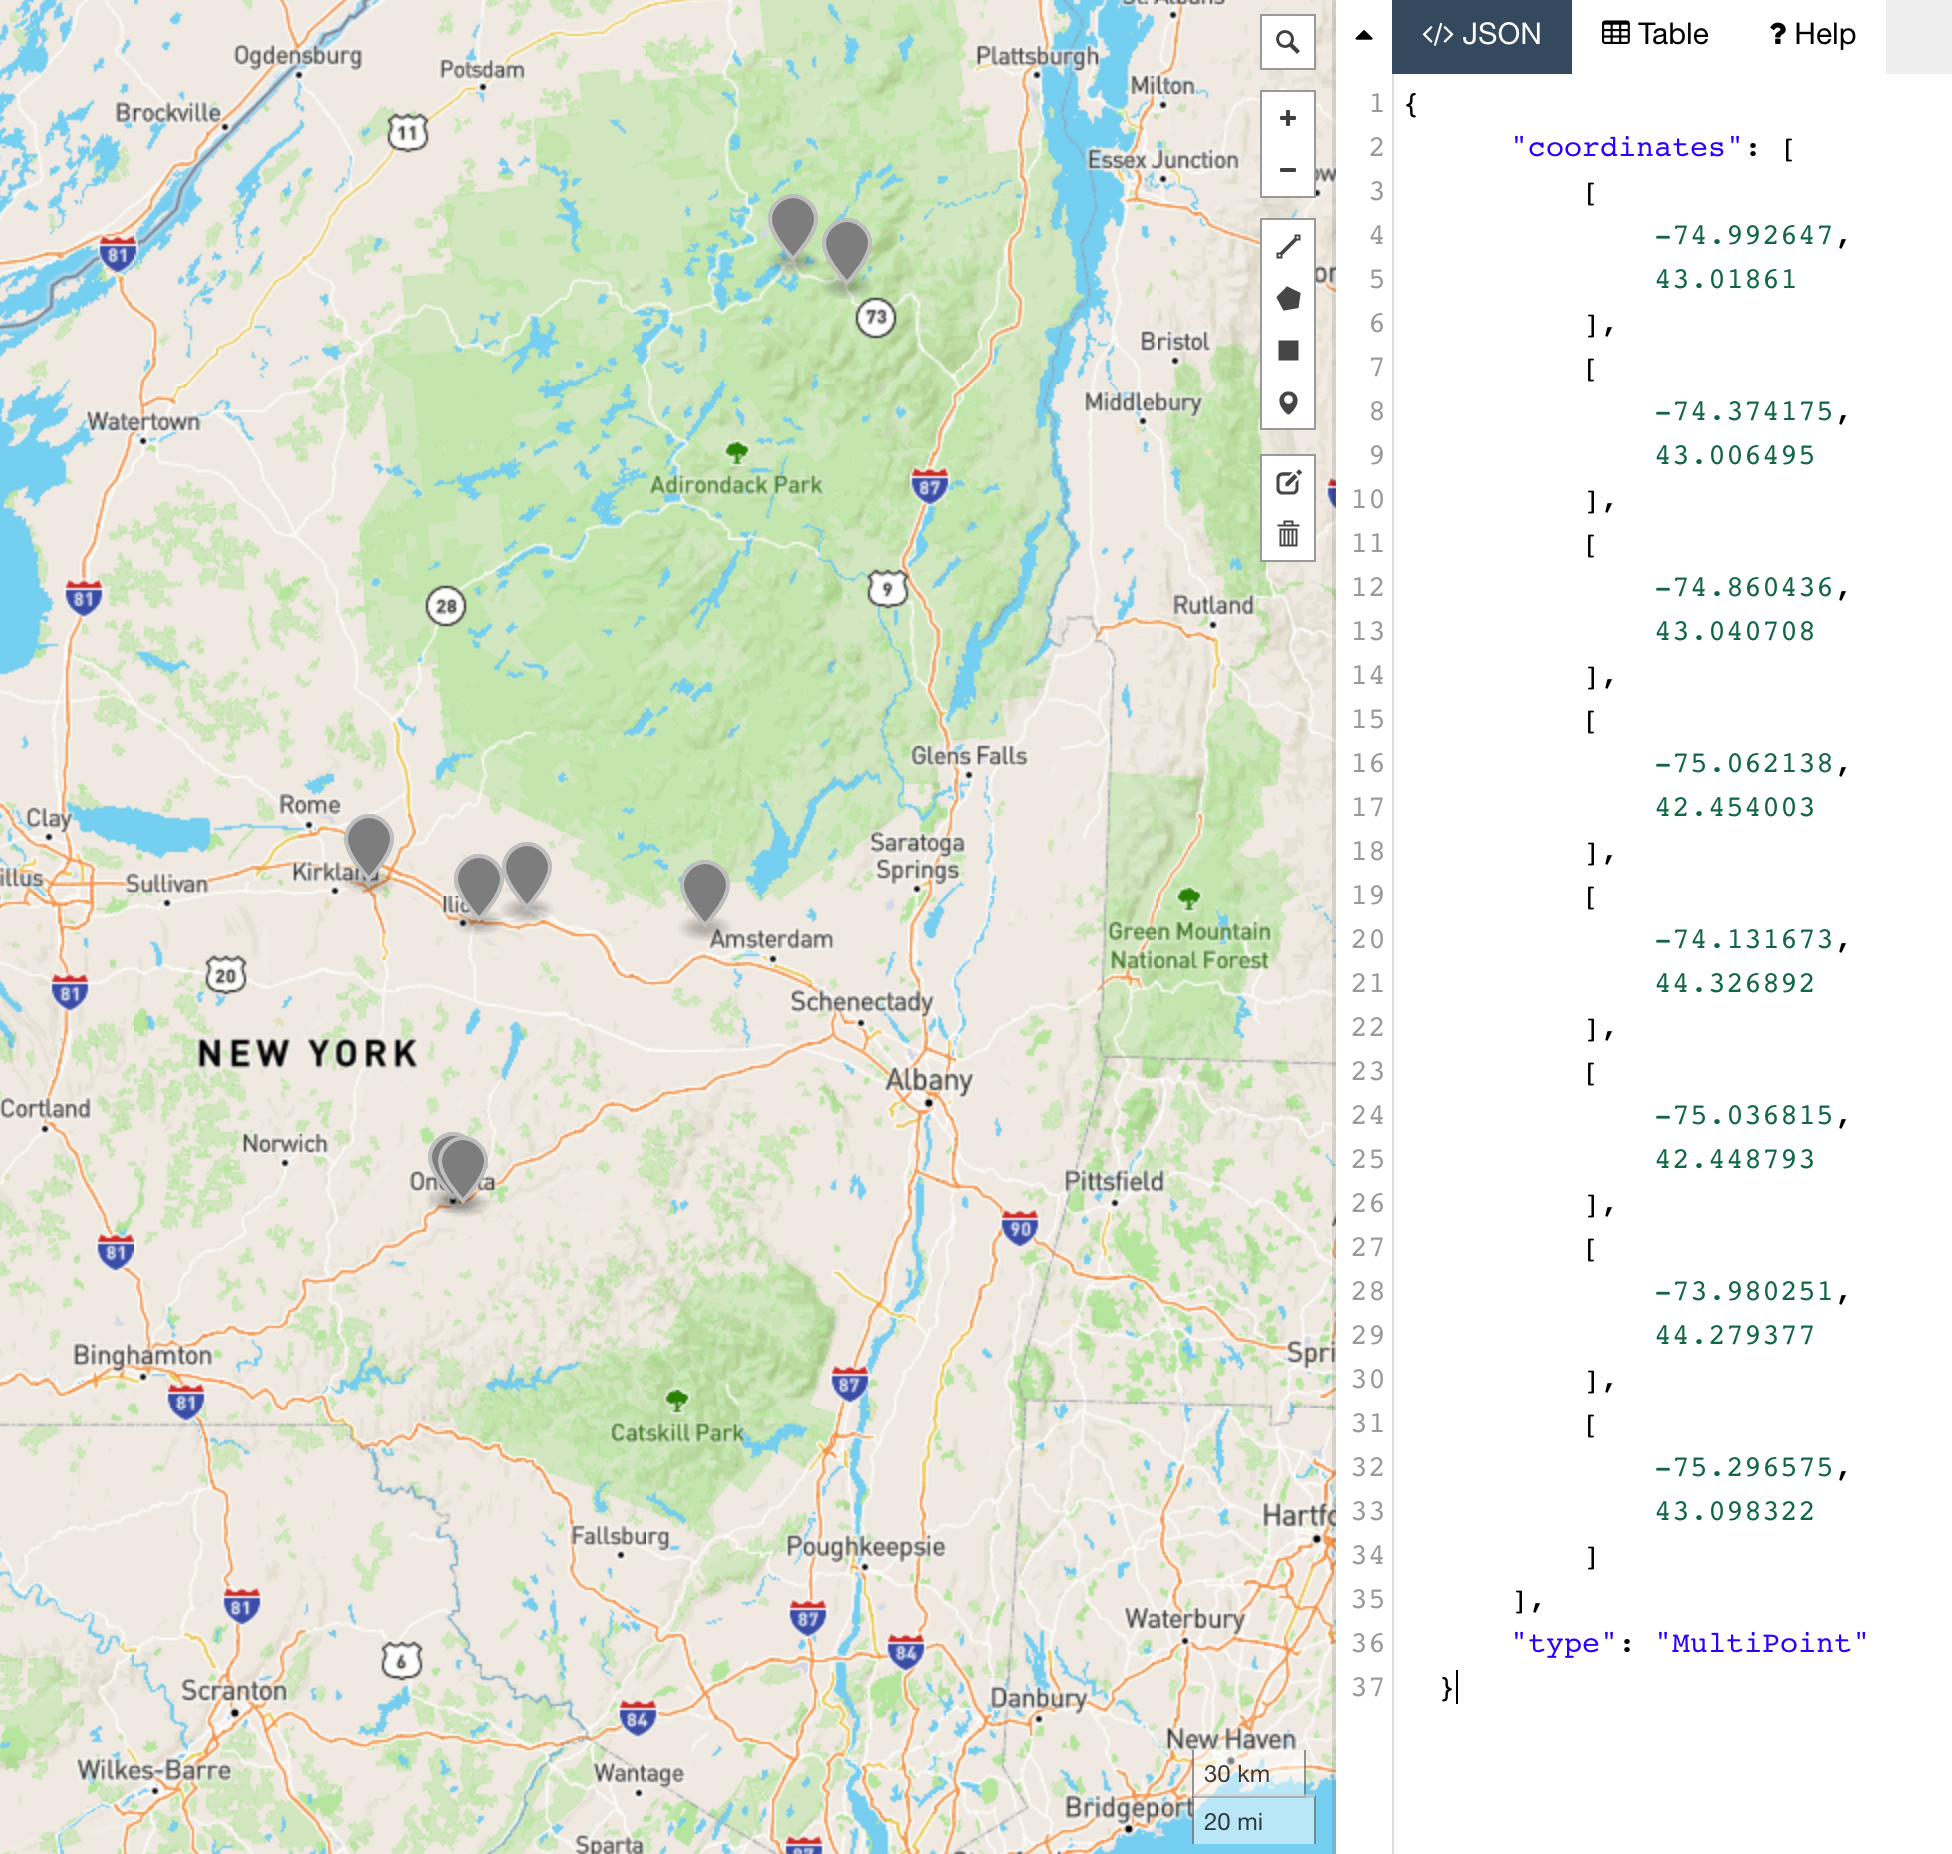 St. Albans
Ogdensburg
Potsdam
Plattsburgh
Brockville
Milton
11
Essex Junction
81
73
Bristol
Watertown
Middlebury
Adirondack Park
87
81
28
9
Rutland
Glens Falls
Rome
Clay
Saratoga
Springs
Kirkland
Sullivan
Green Mountain
National Forest
Amsterdam
20
81
Schenectady
NEW YORK
Albany
Cortland
Norwich
Pittsfield
90
81
Binghamton
81
87
Catskill Park
Fallsburg
Poughkeepsie
81
87
Waterbury
6
84
Scranton
84
Danbury
New Haven
Wilkes-Barre
Wantage
30 km
Bridgeport
20 mi
Sparta
87
</> JSON
Table
? Help
1 {
2 "coordinates": [
3 [
4 -74.992647,
5 43.01861
6 ],
7 [
8 -74.374175,
9 43.006495
10 ],
11 [
12 -74.860436,
13 43.040708
14 ],
15 [
16 -75.062138,
17 42.454003
18 ],
19 [
20 -74.131673,
21 44.326892
22 ],
23 [
24 -75.036815,
25 42.448793
26 ],
27 [
28 -73.980251,
29 44.279377
30 ],
31 [
32 -75.296575,
33 43.098322
34 ]
35 ],
36 "type": "MultiPoint"
37 }